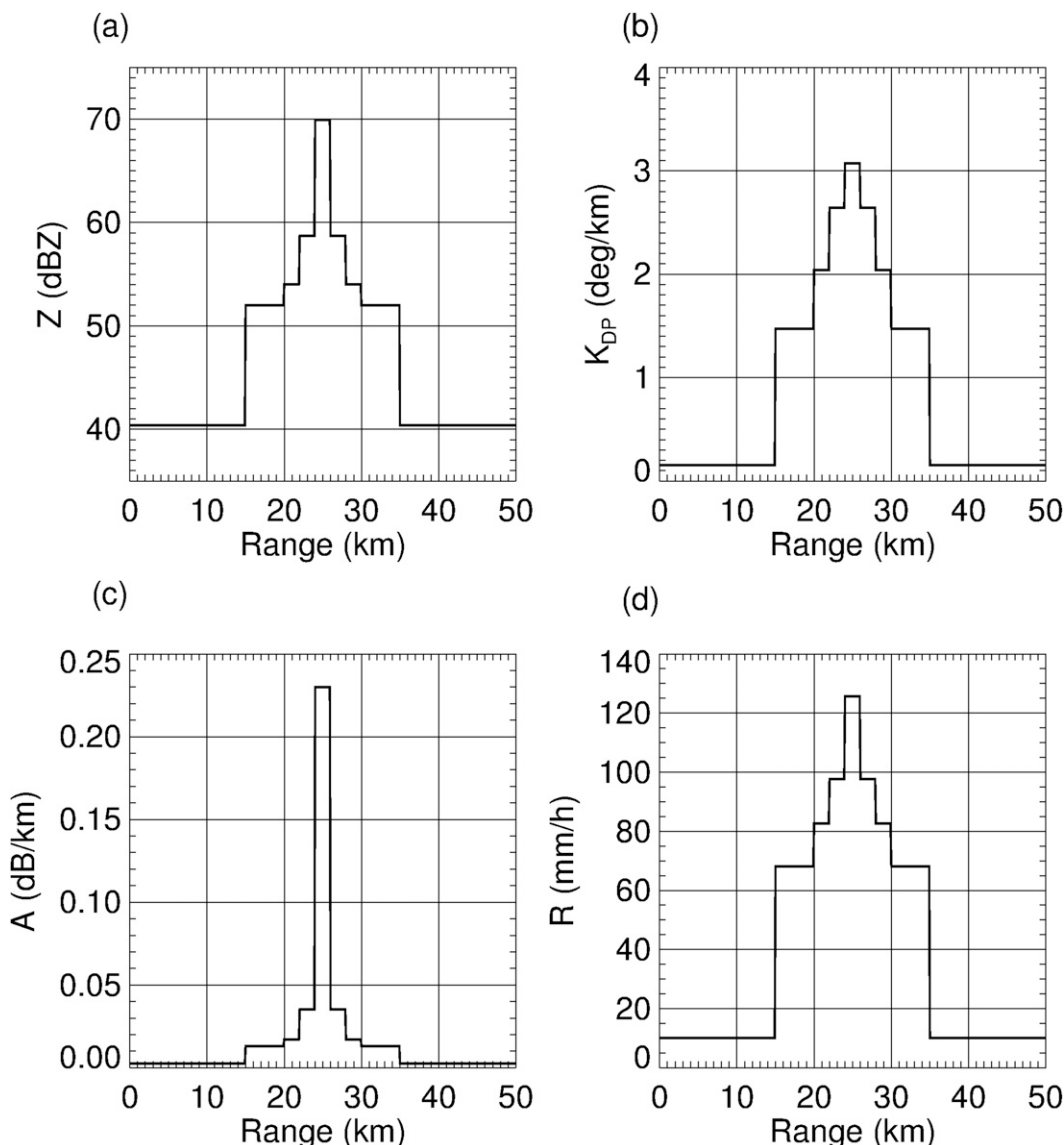 (a)
Z (dBZ)
70
60
50
40
0 10 20 30 40 50
Range (km)
(b)
K_DP (deg/km)
4
3
2
1
0
0 10 20 30 40 50
Range (km)
(c)
A (dB/km)
0.25
0.20
0.15
0.10
0.05
0.00
0 10 20 30 40 50
Range (km)
(d)
R (mm/h)
140
120
100
80
60
40
20
0
0 10 20 30 40 50
Range (km)